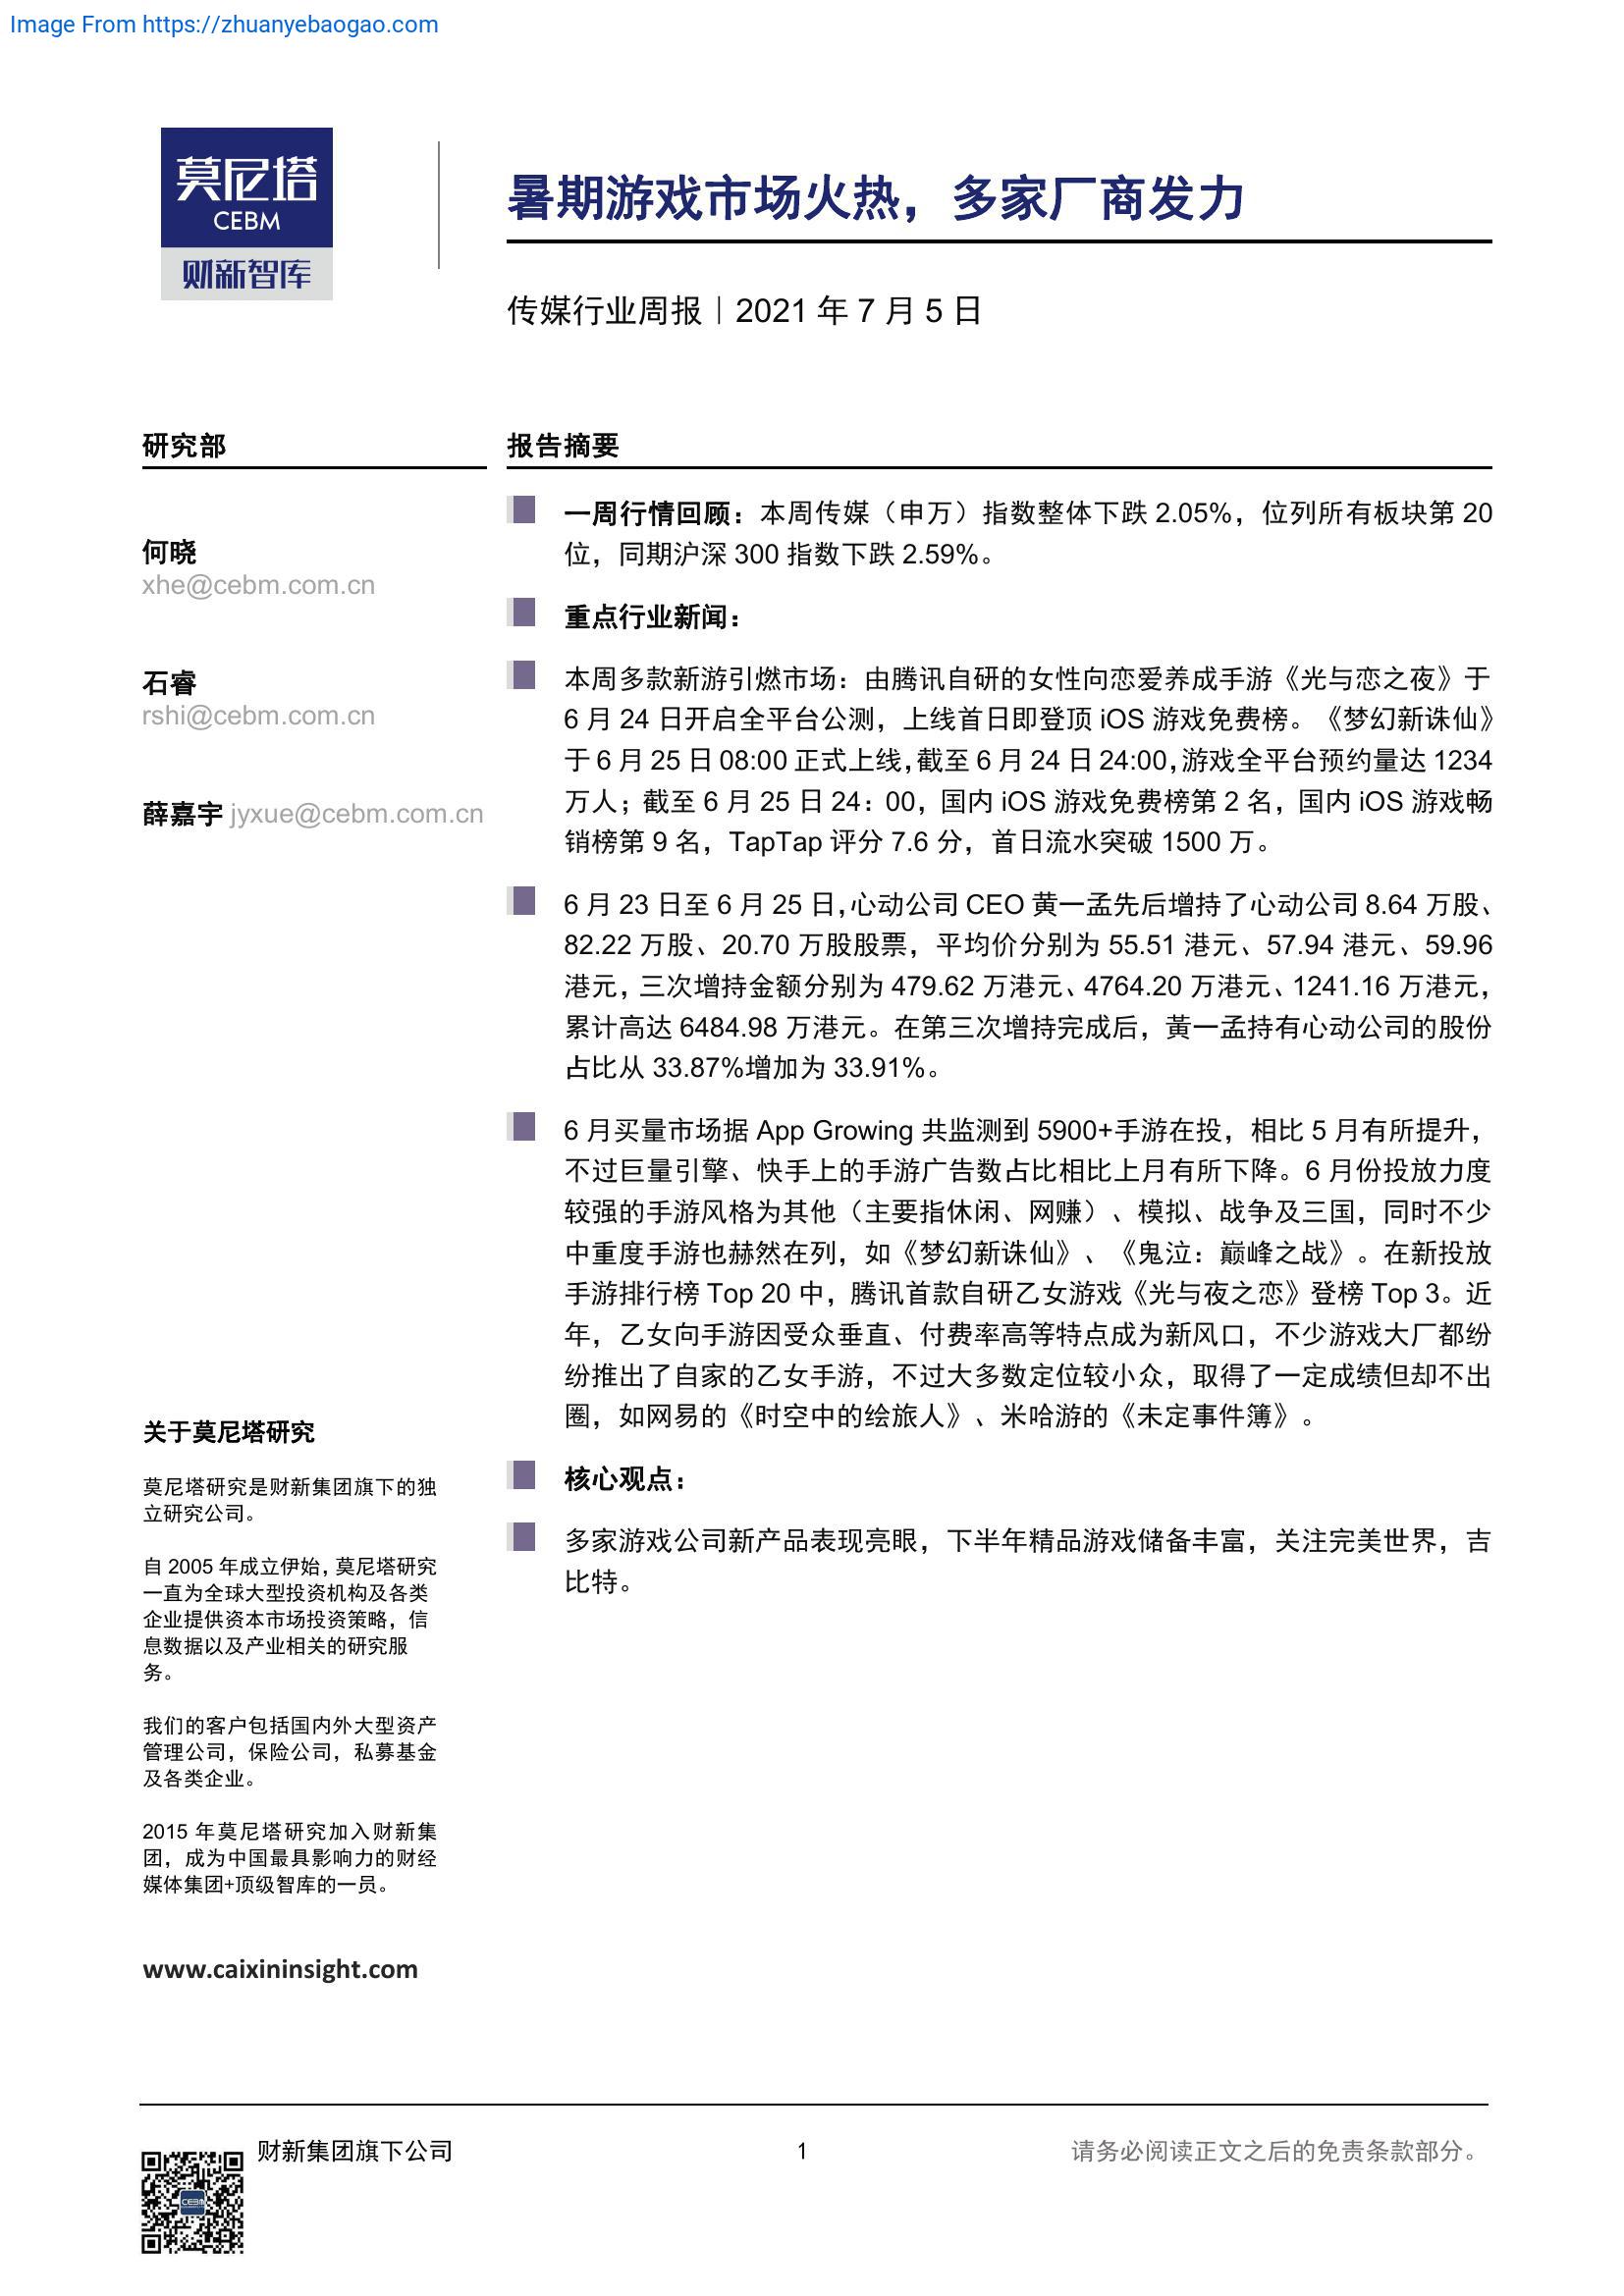 Image From https://zhuanyebaogao.com
莫尼塔
CEBM
财新智库
暑期游戏市场火热，多家厂商发力
传媒行业周报｜2021 年 7 月 5 日
研究部
何晓
xhe@cebm.com.cn
石睿
rshi@cebm.com.cn
薛嘉宇 jyxue@cebm.com.cn
报告摘要
一周行情回顾：本周传媒（申万）指数整体下跌 2.05%，位列所有板块第 20
位，同期沪深 300 指数下跌 2.59%。
重点行业新闻：
本周多款新游引燃市场：由腾讯自研的女性向恋爱养成手游《光与恋之夜》于
6 月 24 日开启全平台公测，上线首日即登顶 iOS 游戏免费榜。《梦幻新诛仙》
于 6 月 25 日 08:00 正式上线，截至 6 月 24 日 24:00，游戏全平台预约量达 1234
万人；截至 6 月 25 日 24：00，国内 iOS 游戏免费榜第 2 名，国内 iOS 游戏畅
销榜第 9 名，TapTap 评分 7.6 分，首日流水突破 1500 万。
6 月 23 日至 6 月 25 日，心动公司 CEO 黄一孟先后增持了心动公司 8.64 万股、
82.22 万股、20.70 万股股票，平均价分别为 55.51 港元、57.94 港元、59.96
港元，三次增持金额分别为 479.62 万港元、4764.20 万港元、1241.16 万港元，
累计高达 6484.98 万港元。在第三次增持完成后，黃一孟持有心动公司的股份
占比从 33.87%增加为 33.91%。
6 月买量市场据 App Growing 共监测到 5900+手游在投，相比 5 月有所提升，
不过巨量引擎、快手上的手游广告数占比相比上月有所下降。6 月份投放力度
较强的手游风格为其他（主要指休闲、网赚）、模拟、战争及三国，同时不少
中重度手游也赫然在列，如《梦幻新诛仙》、《鬼泣：巅峰之战》。在新投放
手游排行榜 Top 20 中，腾讯首款自研乙女游戏《光与夜之恋》登榜 Top 3。近
年，乙女向手游因受众垂直、付费率高等特点成为新风口，不少游戏大厂都纷
纷推出了自家的乙女手游，不过大多数定位较小众，取得了一定成绩但却不出
圈，如网易的《时空中的绘旅人》、米哈游的《未定事件簿》。
核心观点：
多家游戏公司新产品表现亮眼，下半年精品游戏储备丰富，关注完美世界，吉
比特。
关于莫尼塔研究
莫尼塔研究是财新集团旗下的独
立研究公司。
自 2005 年成立伊始，莫尼塔研究
一直为全球大型投资机构及各类
企业提供资本市场投资策略，信
息数据以及产业相关的研究服
务。
我们的客户包括国内外大型资产
管理公司，保险公司，私募基金
及各类企业。
2015 年莫尼塔研究加入财新集
团，成为中国最具影响力的财经
媒体集团+顶级智库的一员。
www.caixininsight.com
财新集团旗下公司
1
请务必阅读正文之后的免责条款部分。
CEBM